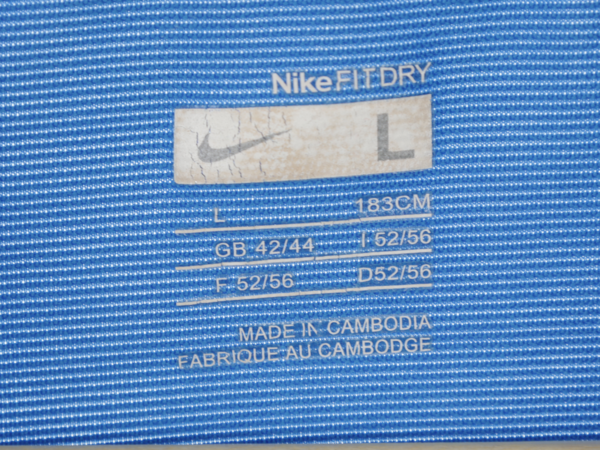 Nike FIT DRY
L
L 183CM
GB 42/44 I 52/56
F 52/56 D52/56
MADE IN CAMBODIA
FABRIQUE AU CAMBODGE